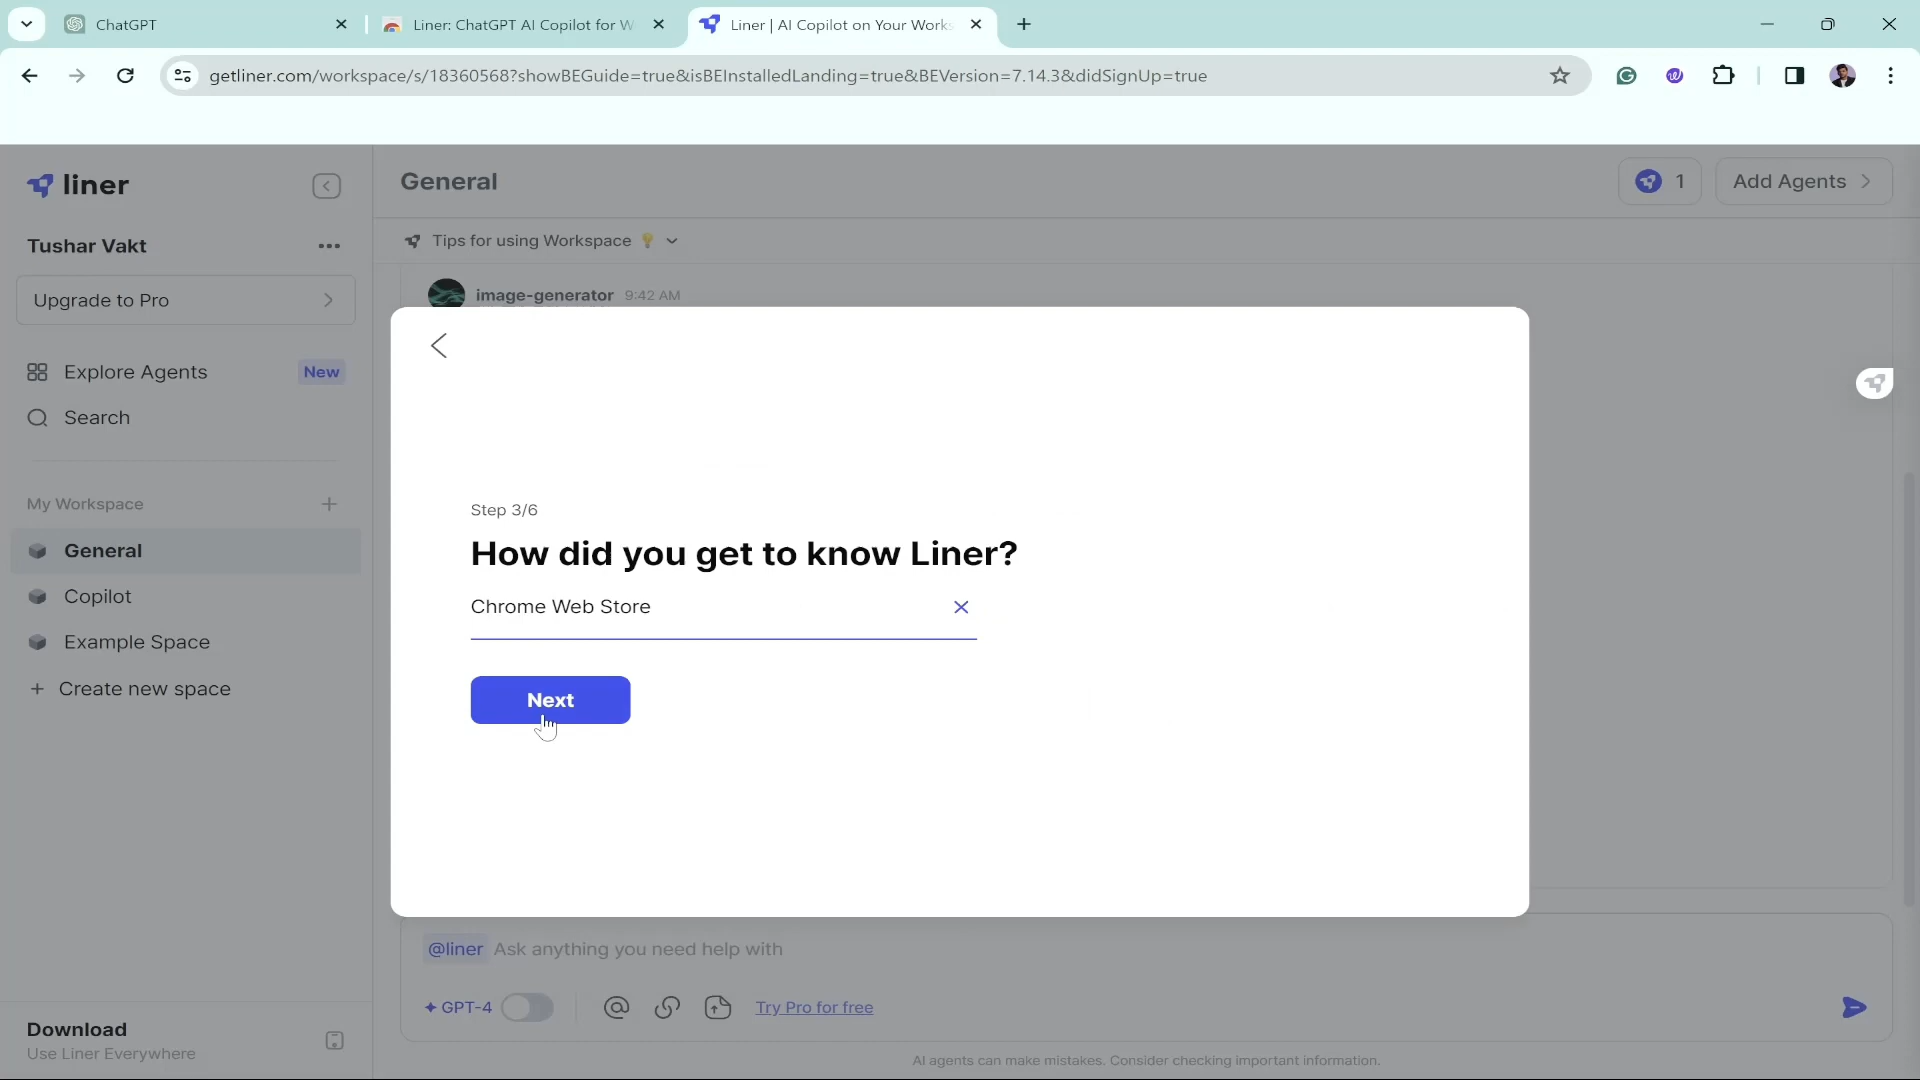 ChatGPT
Liner: ChatGPT AI Copilot for W
Liner | AI Copilot on Your Works
getliner.com/workspace/s/18360568?showBEGuide=true&isBEInstalledLanding=true&BEVersion=7.14.3&didSignUp=true
liner
General
1
Add Agents
Tushar Vakt
Tips for using Workspace
Upgrade to Pro
image-generator 9:42 AM
Explore Agents
New
Search
My Workspace
General
Copilot
Example Space
Create new space
Step 3/6
How did you get to know Liner?
Chrome Web Store
Next
@liner Ask anything you need help with
GPT-4
Try Pro for free
Download
Use Liner Everywhere
AI agents can make mistakes. Consider checking important information.